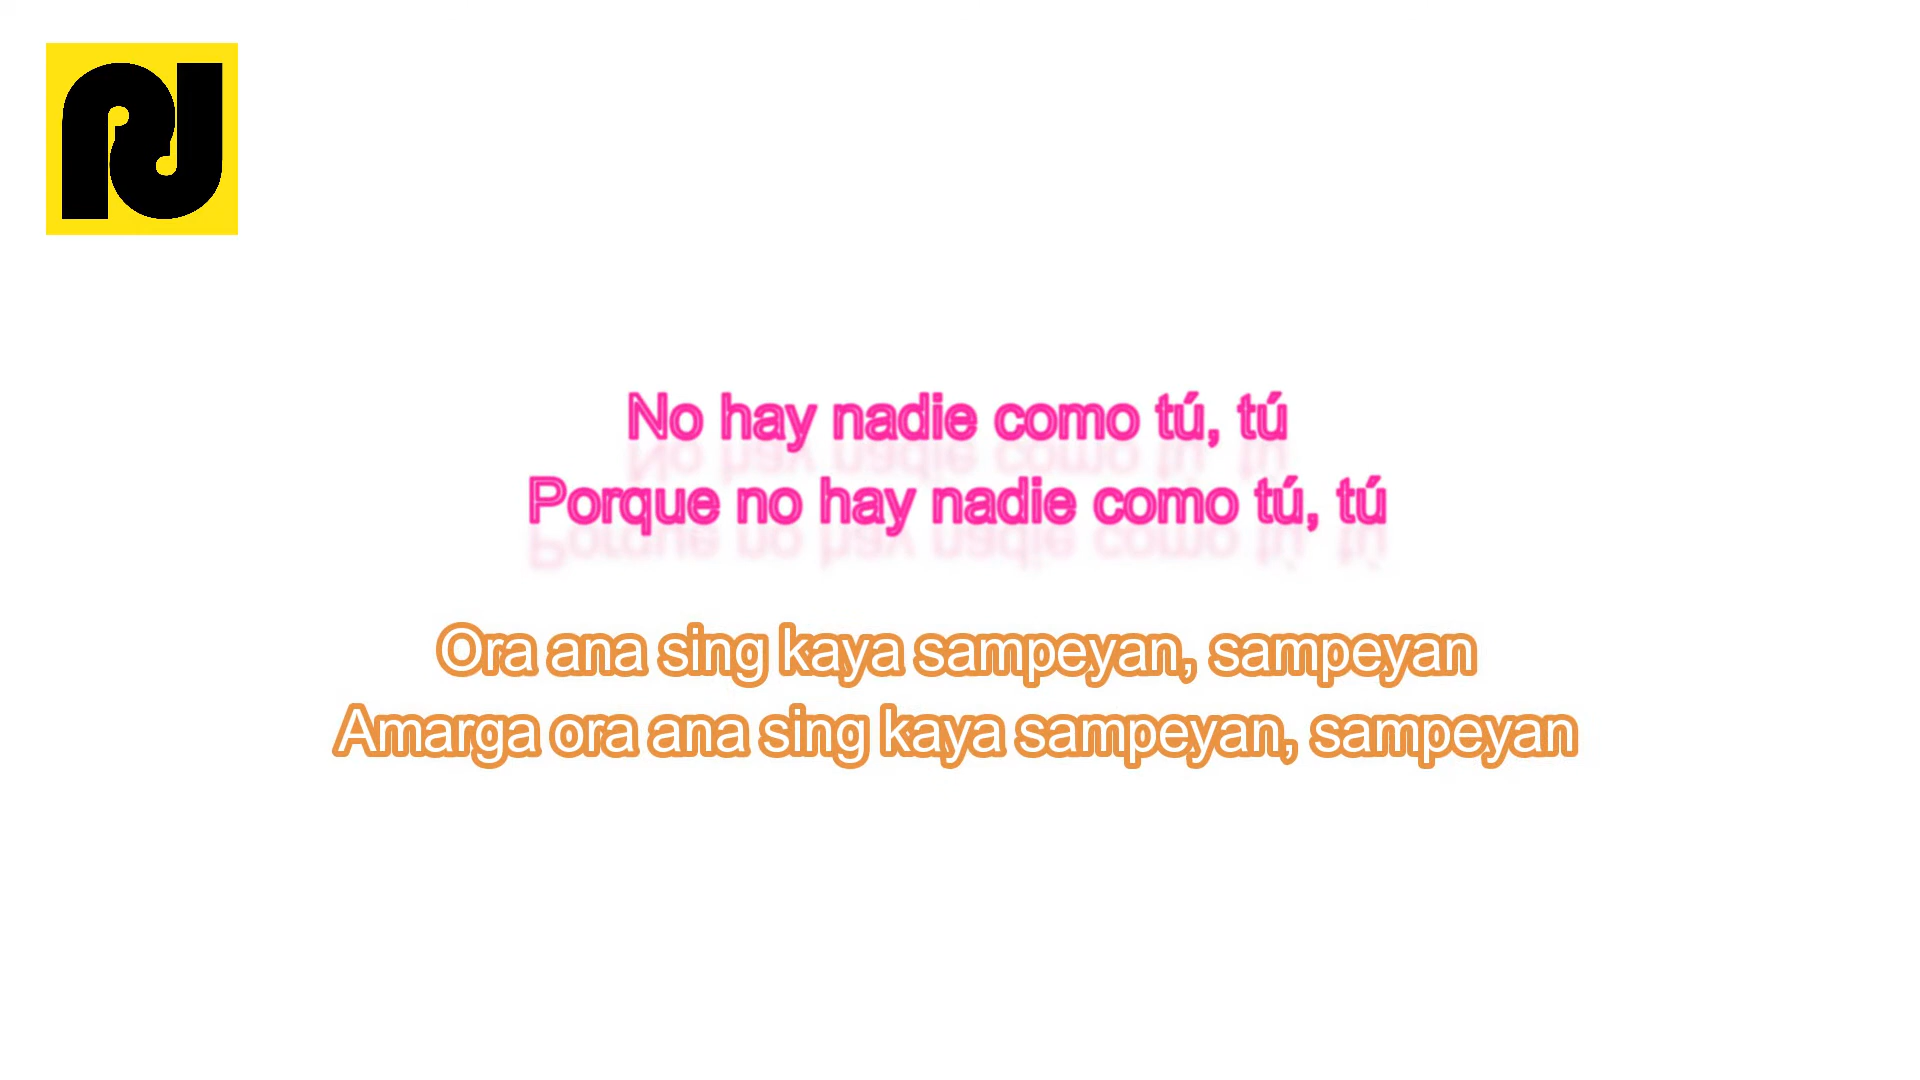 No hay nadie como tú, tú
Porque no hay nadie como tú, tú
Ora ana sing kaya sampeyan, sampeyan
Amarga ora ana sing kaya sampeyan, sampeyan